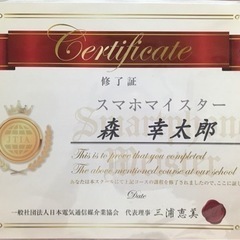 Certificate
修了証
スマホマイスター
森 幸太郎
This is to prove that you completed
The above mentioned course at our school
一般社団法人日本電気通信媒介業協会 代表理事 三浦恵美